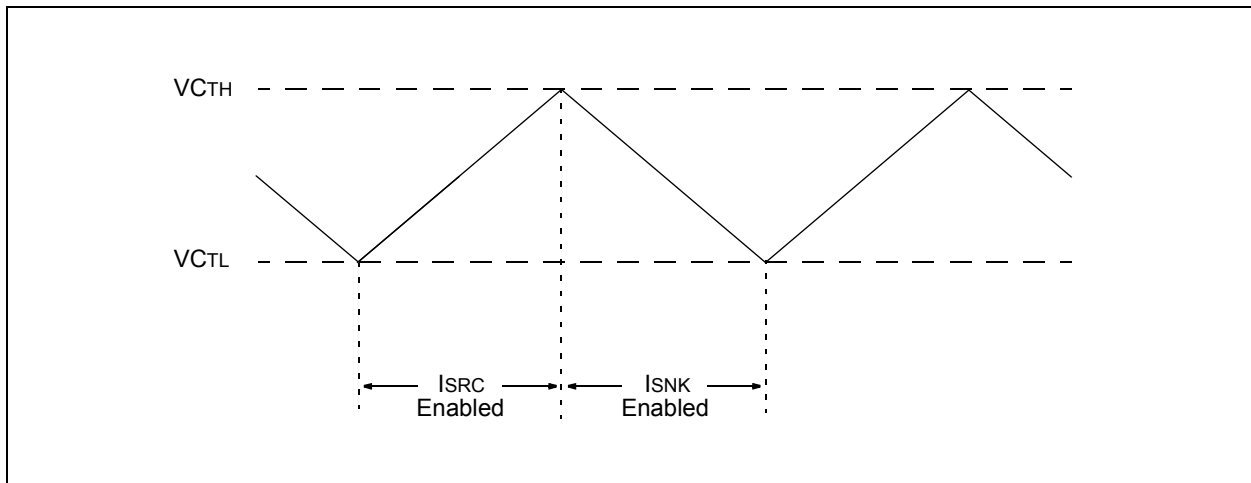 VCTH
VCTL
ISRC
Enabled
ISNK
Enabled